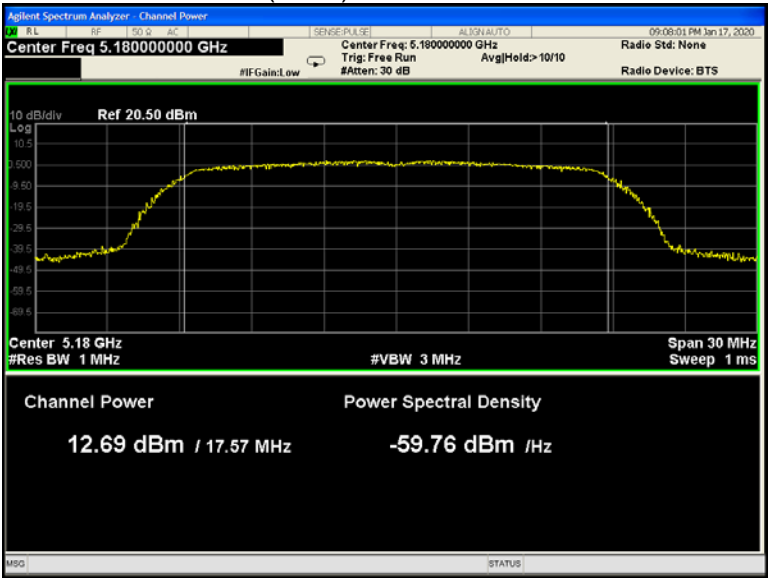 Agilent Spectrum Analyzer - Channel Power
RL RF 50 Ω AC SENSE:PULSE ALIGNAUTO 09:08:01 PM Jan 17, 2020
Center Freq 5.180000000 GHz
Center Freq: 5.180000000 GHz Radio Std: None
Trig: Free Run Avg|Hold:> 10/10
#IFGain:Low #Atten: 30 dB Radio Device: BTS
10 dB/div Ref 20.50 dBm
Log
10.5
0.500
-9.50
-19.5
-29.5
-39.5
-49.5
-59.5
-69.5
Center 5.18 GHz Span 30 MHz
#Res BW 1 MHz #VBW 3 MHz Sweep 1 ms
Channel Power Power Spectral Density
12.69 dBm / 17.57 MHz -59.76 dBm /Hz
MSG STATUS